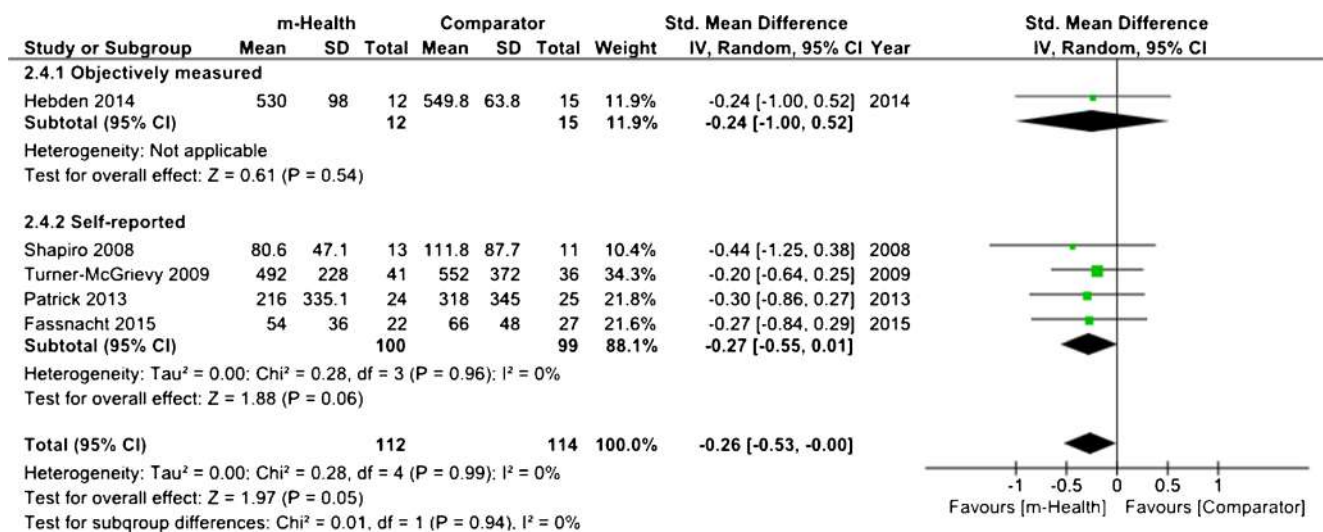 m-Health Comparator Std. Mean Difference Std. Mean Difference
Study or Subgroup Mean SD Total Mean SD Total Weight IV, Random, 95% CI Year IV, Random, 95% CI
2.4.1 Objectively measured
Hebden 2014 530 98 12 549.8 63.8 15 11.9% -0.24 [-1.00, 0.52] 2014
Subtotal (95% CI) 12 15 11.9% -0.24 [-1.00, 0.52]
Heterogeneity: Not applicable
Test for overall effect: Z = 0.61 (P = 0.54)
2.4.2 Self-reported
Shapiro 2008 80.6 47.1 13 111.8 87.7 11 10.4% -0.44 [-1.25, 0.38] 2008
Turner-McGrievy 2009 492 228 41 552 372 36 34.3% -0.20 [-0.64, 0.25] 2009
Patrick 2013 216 335.1 24 318 345 25 21.8% -0.30 [-0.86, 0.27] 2013
Fassnacht 2015 54 36 22 66 48 27 21.6% -0.27 [-0.84, 0.29] 2015
Subtotal (95% CI) 100 99 88.1% -0.27 [-0.55, 0.01]
Heterogeneity: Tau² = 0.00; Chi² = 0.28, df = 3 (P = 0.96); I² = 0%
Test for overall effect: Z = 1.88 (P = 0.06)
Total (95% CI) 112 114 100.0% -0.26 [-0.53, -0.00]
Heterogeneity: Tau² = 0.00; Chi² = 0.28, df = 4 (P = 0.99); I² = 0%
Test for overall effect: Z = 1.97 (P = 0.05)
Test for subgroup differences: Chi² = 0.01, df = 1 (P = 0.94), I² = 0%
-1 -0.5 0 0.5 1
Favours [m-Health] Favours [Comparator]